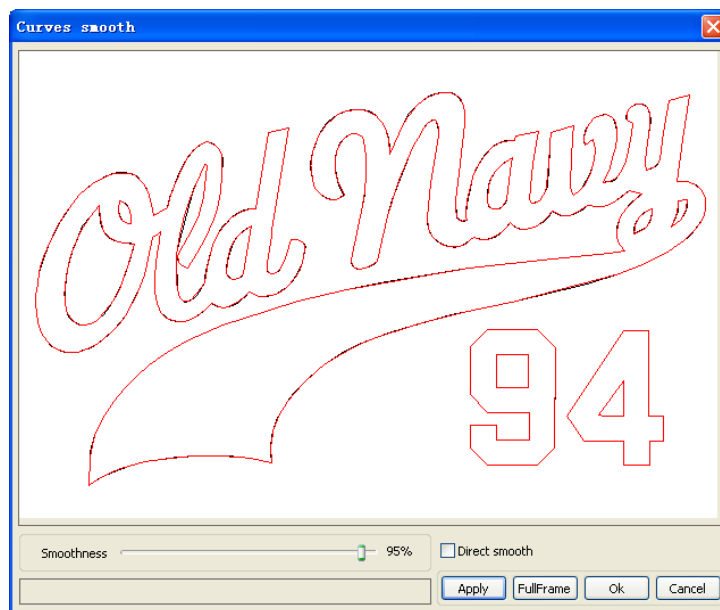 Curves smooth
Old Navy
94
Smoothness 95% Direct smooth
Apply FullFrame Ok Cancel